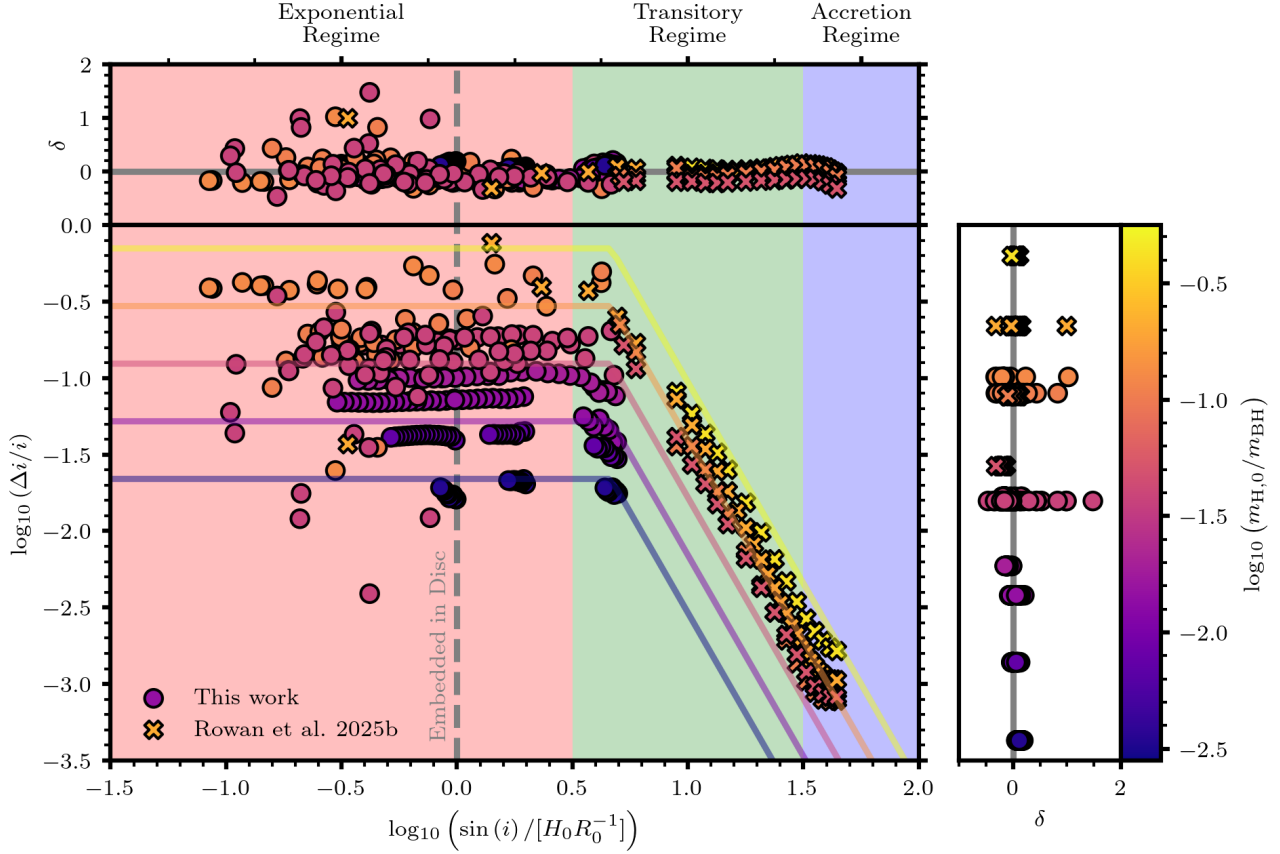 Exponential
Regime
Transitory
Regime
Accretion
Regime
2
1
0
δ
0.0
−0.5
−1.0
−1.5
−2.0
−2.5
−3.0
−3.5
log₁₀ (Δi/i)
Embedded in Disc
This work
Rowan et al. 2025b
−1.5 −1.0 −0.5 0.0 0.5 1.0 1.5 2.0
log₁₀ (sin (i) /[H₀R₀⁻¹])
0 2
δ
−0.5
−1.0
−1.5
−2.0
−2.5
log₁₀ (m_H,0/m_BH)